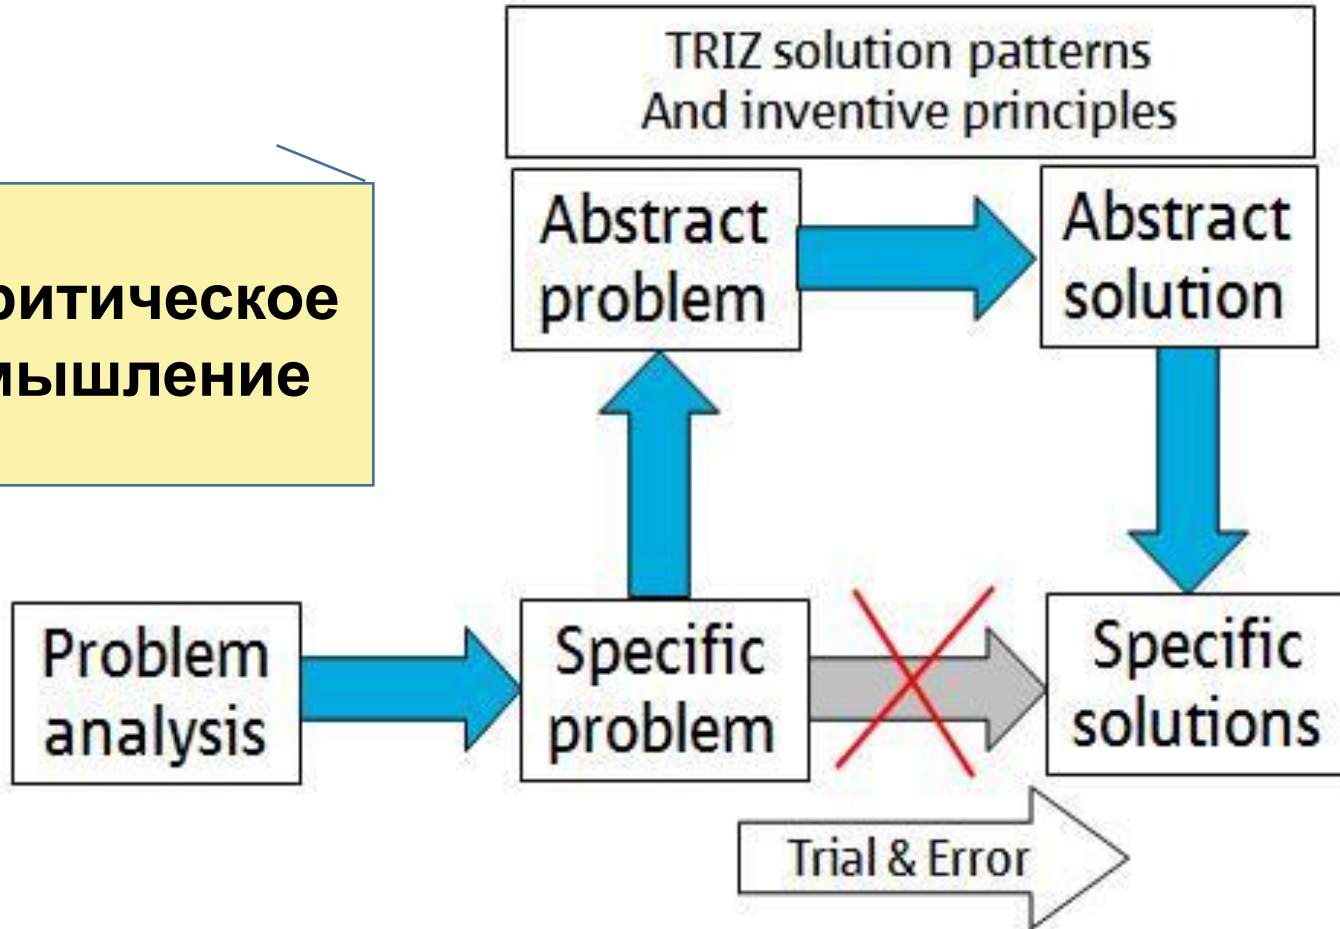 TRIZ solution patterns
And inventive principles
Abstract
problem
Abstract
solution
ритическое
мышление
Problem
analysis
Specific
problem
Specific
solutions
Trial & Error